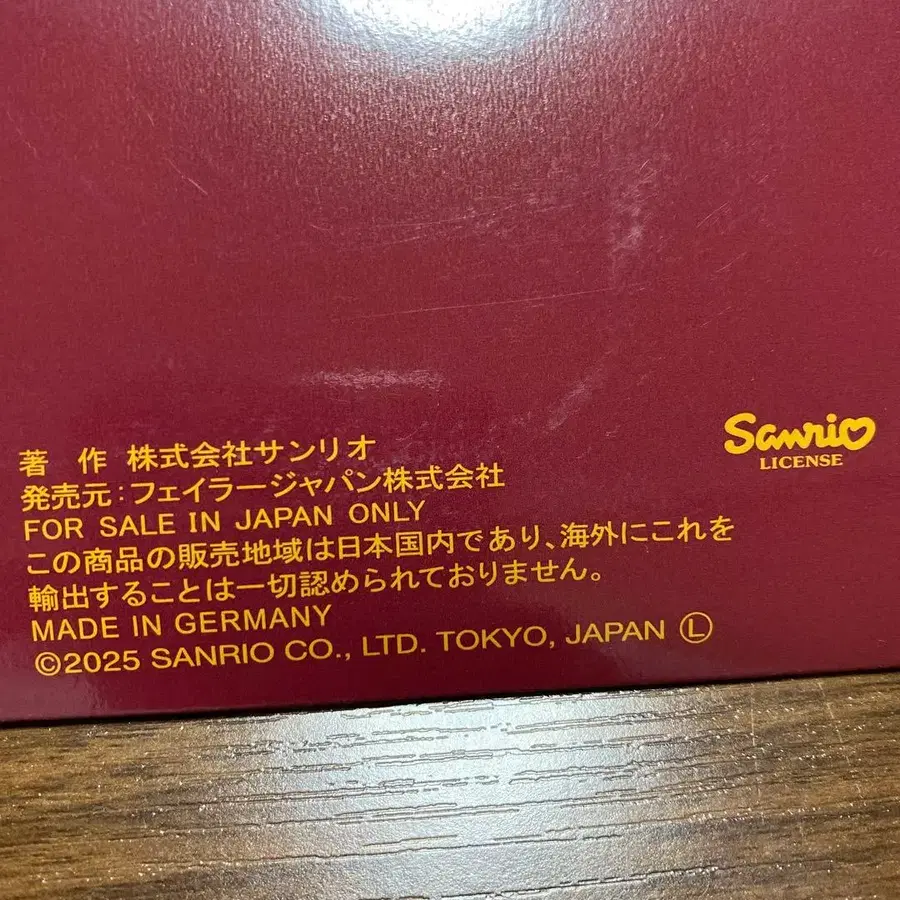 著　作 株式会社サンリオ
発売元：フェイラージャパン株式会社
FOR SALE IN JAPAN ONLY
この商品の販売地域は日本国内であり、海外にこれを
輸出することは一切認められておりません。
MADE IN GERMANY
©2025 SANRIO CO., LTD. TOKYO, JAPAN Ⓛ
Sanrio
LICENSE